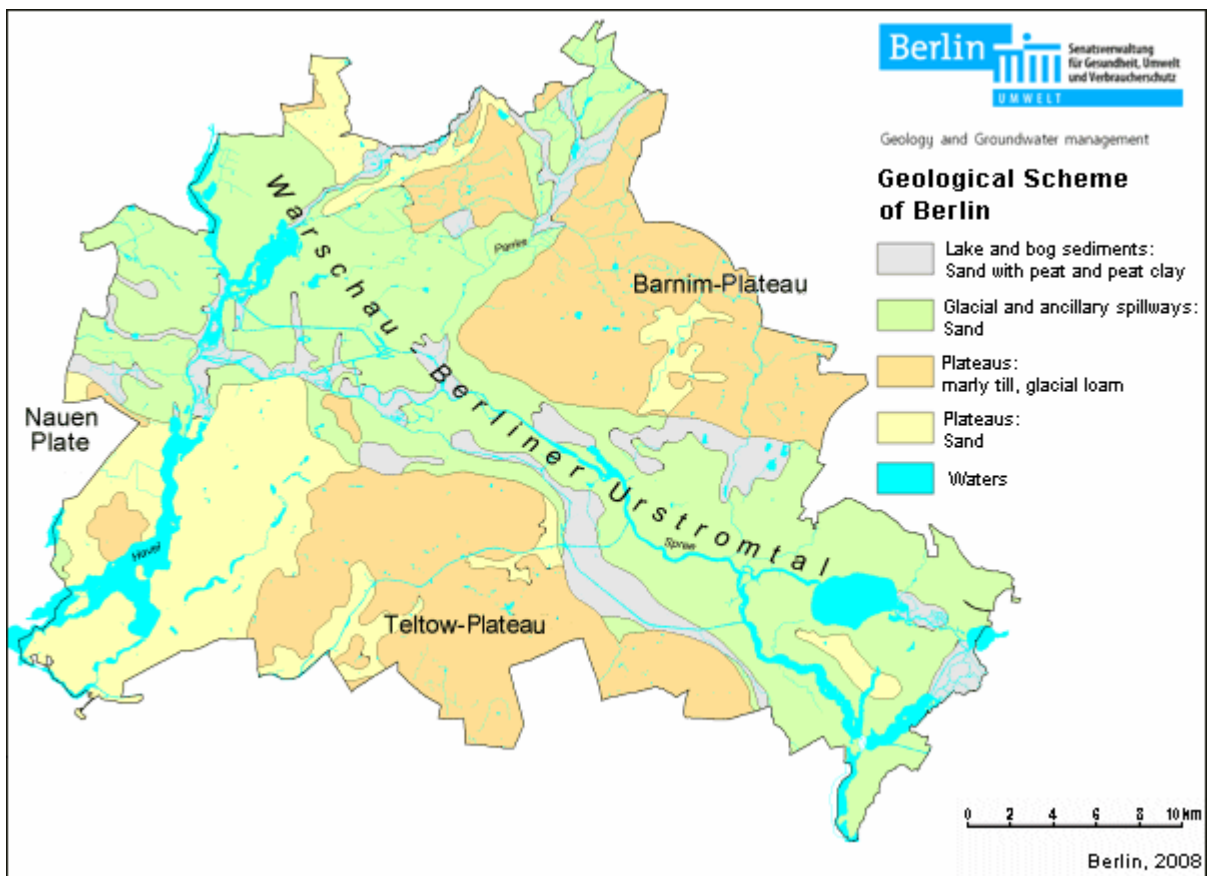 Berlin
Senatsverwaltung
für Gesundheit, Umwelt
und Verbraucherschutz
UMWELT
Geology and Groundwater management
Geological Scheme
of Berlin
Lake and bog sediments:
Sand with peat and peat clay
Glacial and ancillary spillways:
Sand
Plateaus:
marly till, glacial loam
Plateaus:
Sand
Waters
Warschau - Berliner Urstromtal
Panke
Barnim-Plateau
Nauen
Plate
Havel
Spree
Teltow-Plateau
0 2 4 6 8 10 km
Berlin, 2008